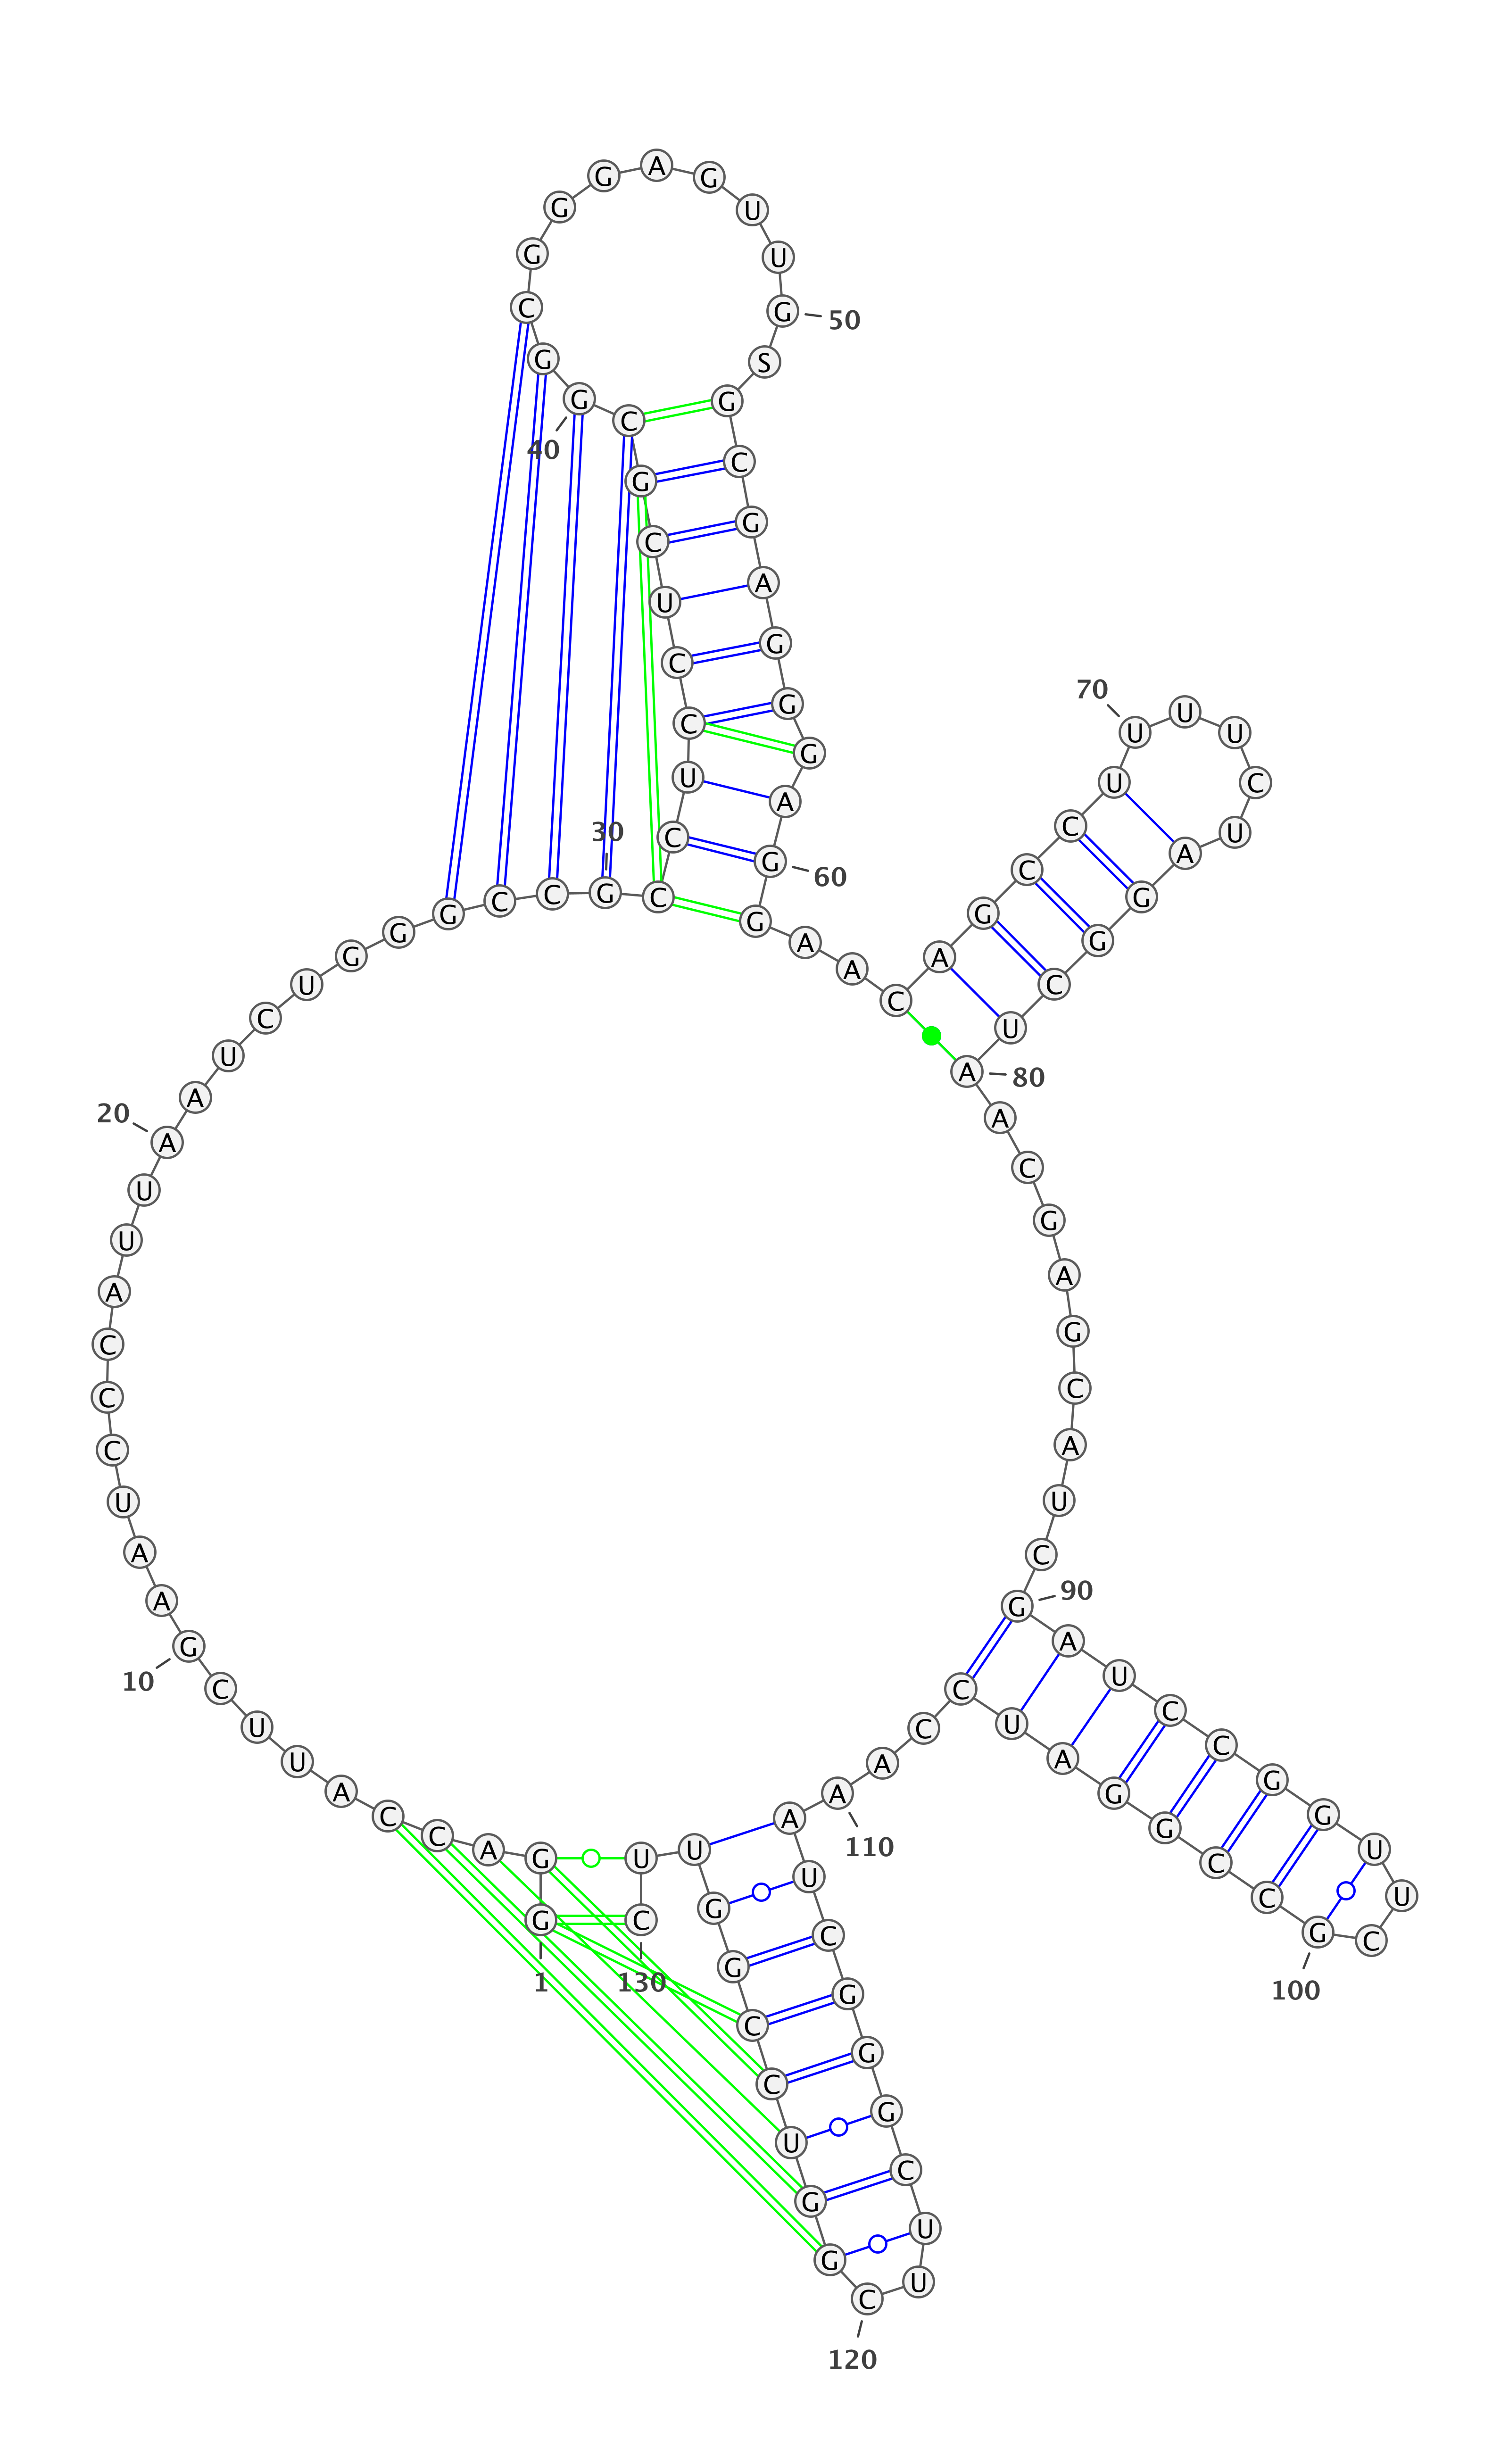 1
G G A C C A U U C G
10
A A U C C C A U U A
20
A U C U G G G C C G
30
C C U C C U C G C G
40
G C G G G A G U U G
50
S G C G A G G G A G
60
G A A C A G C C U U
70
U U C U A G G C U A
80
A C G A G C A U C G
90
A U C C G G U U C G
100
C C G G A U C C A A
110
A U C G G G C U U C
120
G G U C C G G U U C
130